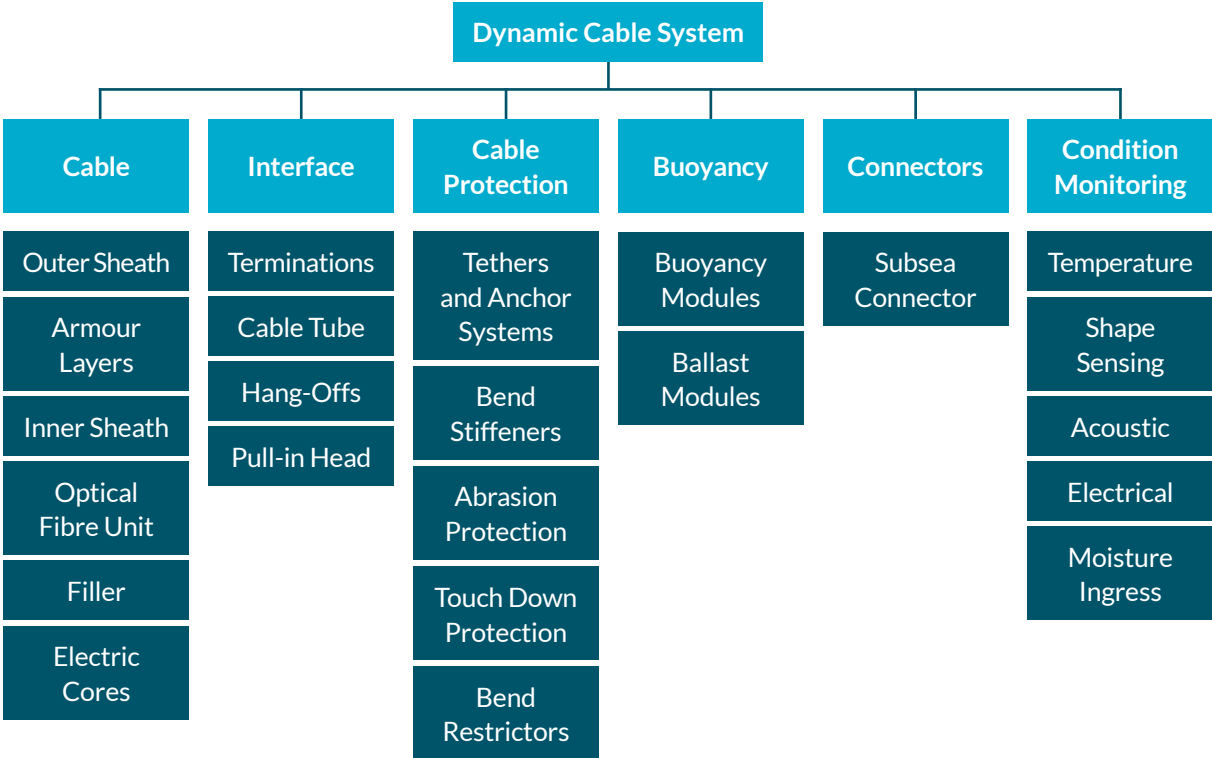 Dynamic Cable System
Cable
Interface
Cable
Protection
Buoyancy
Connectors
Condition
Monitoring
Outer Sheath
Armour
Layers
Inner Sheath
Optical
Fibre Unit
Filler
Electric
Cores
Terminations
Cable Tube
Hang-Offs
Pull-in Head
Tethers
and Anchor
Systems
Bend
Stiffeners
Abrasion
Protection
Touch Down
Protection
Bend
Restrictors
Buoyancy
Modules
Ballast
Modules
Subsea
Connector
Temperature
Shape
Sensing
Acoustic
Electrical
Moisture
Ingress